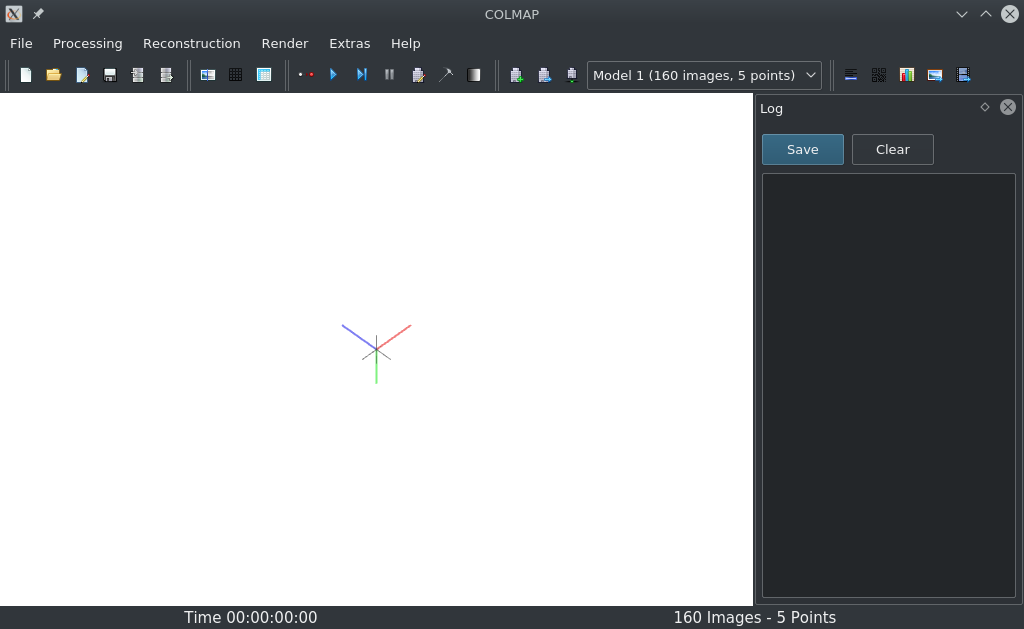 COLMAP
File Processing Reconstruction Render Extras Help
Model 1 (160 images, 5 points)
Log
Save Clear
Time 00:00:00:00 160 Images - 5 Points